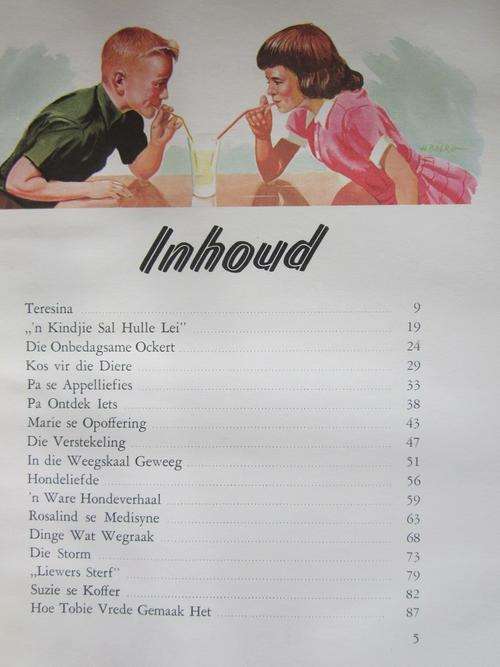 Inhoud
Teresina 9
„'n Kindjie Sal Hulle Lei” 19
Die Onbedagsame Ockert 24
Kos vir die Diere 29
Pa se Appelliefies 33
Pa Ontdek Iets 38
Marie se Opoffering 43
Die Verstekeling 47
In die Weegskaal Geweeg 51
Hondeliefde 56
'n Ware Hondeverhaal 59
Rosalind se Medisyne 63
Dinge Wat Wegraak 68
Die Storm 73
„Liewers Sterf” 79
Suzie se Koffer 82
Hoe Tobie Vrede Gemaak Het 87
5